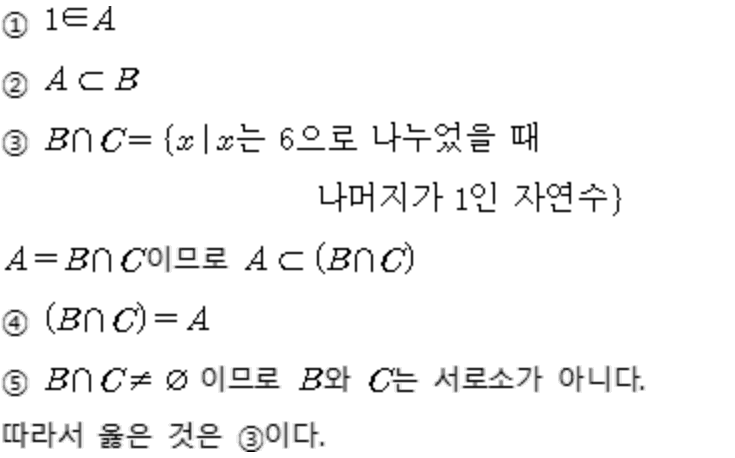 ① 1∈A
② A⊂B
③ B∩C={x|x는 6으로 나누었을 때
나머지가 1인 자연수}
A=B∩C이므로 A⊂(B∩C)
④ (B∩C)=A
⑤ B∩C≠∅ 이므로 B와 C는 서로소가 아니다.
따라서 옳은 것은 ③이다.